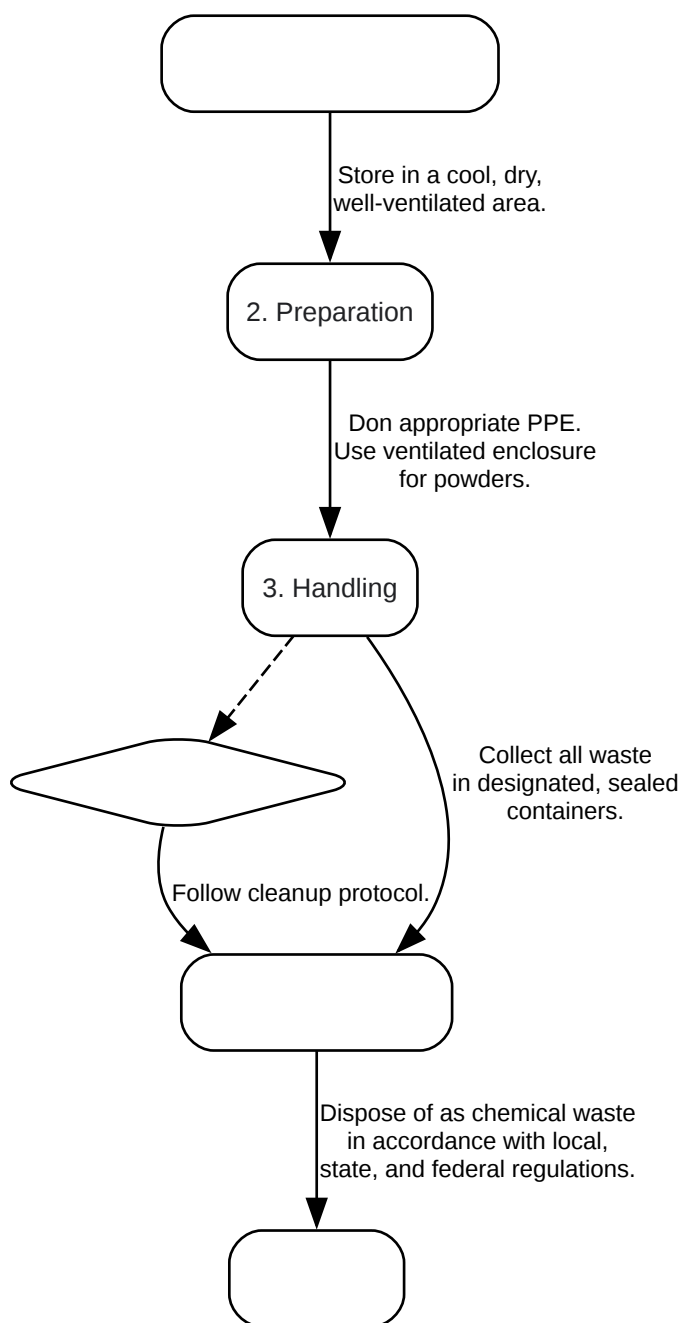 Store in a cool, dry,
well-ventilated area.
2. Preparation
Don appropriate PPE.
Use ventilated enclosure
for powders.
3. Handling
Collect all waste
in designated, sealed
containers.
Follow cleanup protocol.
Dispose of as chemical waste
in accordance with local,
state, and federal regulations.